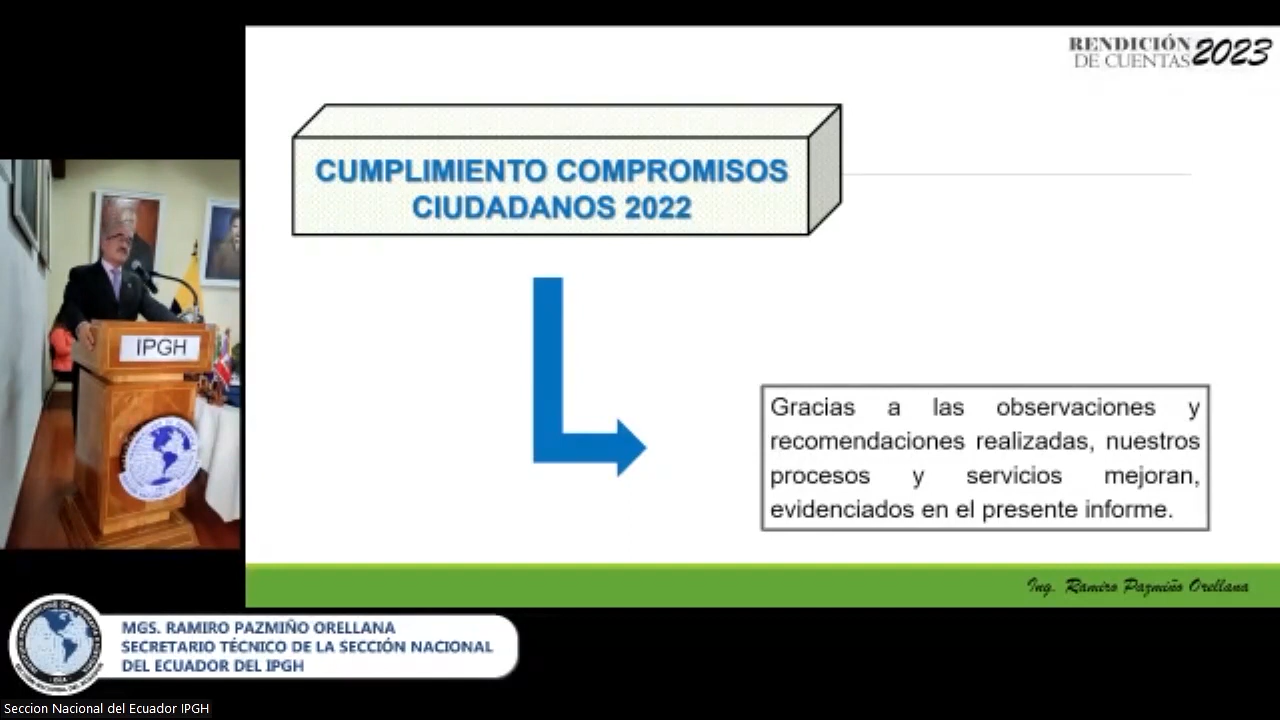 RENDICIÓN
DE CUENTAS 2023
CUMPLIMIENTO COMPROMISOS
CIUDADANOS 2022
IPGH
Gracias a las observaciones y
recomendaciones realizadas, nuestros
procesos y servicios mejoran,
evidenciados en el presente informe.
Ing. Ramiro Pazmiño Orellana
MGS. RAMIRO PAZMIÑO ORELLANA
SECRETARIO TÉCNICO DE LA SECCIÓN NACIONAL
DEL ECUADOR DEL IPGH
Seccion Nacional del Ecuador IPGH